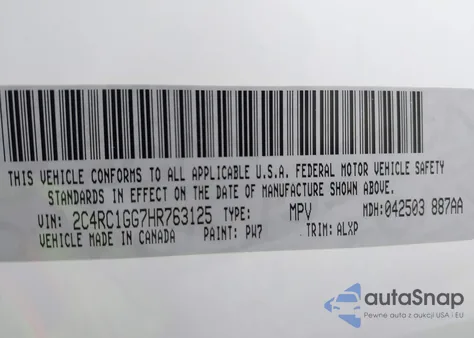 THIS VEHICLE CONFORMS TO ALL APPLICABLE U.S.A. FEDERAL MOTOR VEHICLE SAFETY
STANDARDS IN EFFECT ON THE DATE OF MANUFACTURE SHOWN ABOVE.
VIN: 2C4RC1GG7HR763125 TYPE: MPV MDH:042503 887AA
VEHICLE MADE IN CANADA PAINT: PW7 TRIM: ALXP
autaSnap
Pewne auta z aukcji USA i EU